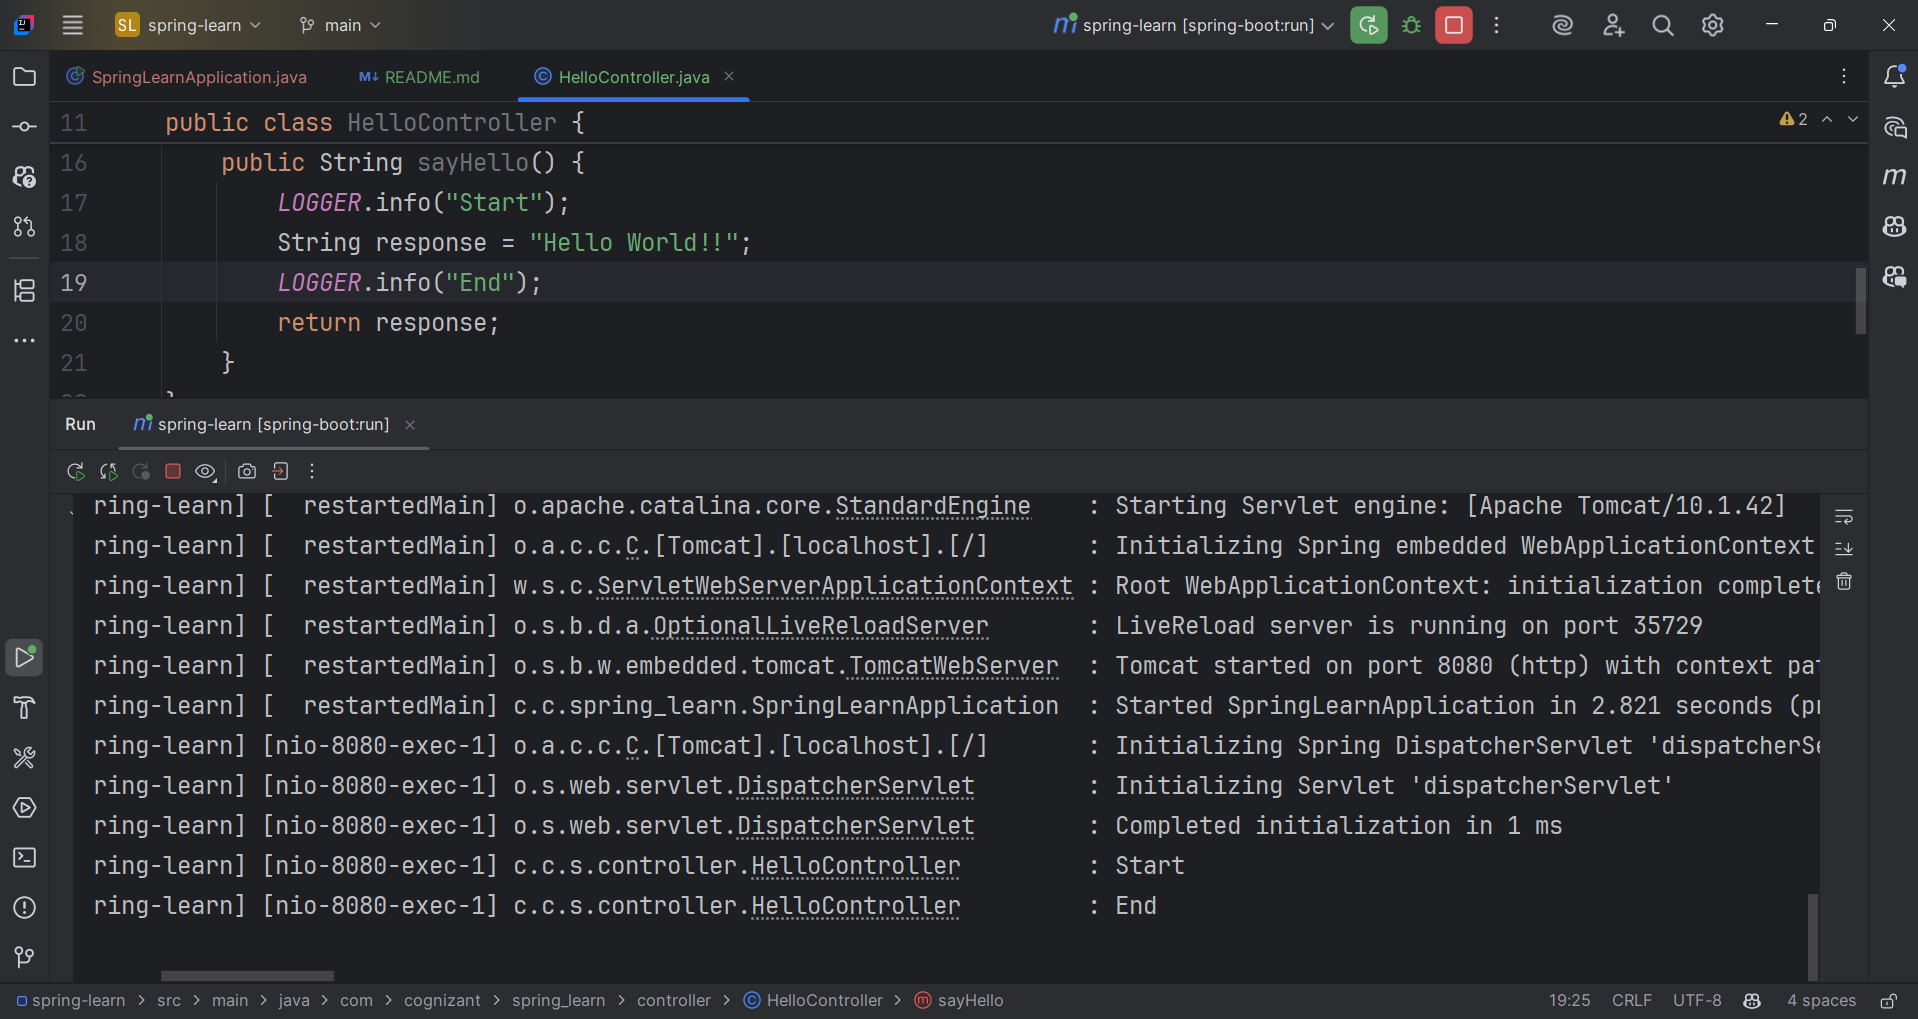 SL spring-learn main spring-learn [spring-boot:run]
SpringLearnApplication.java M↓ README.md HelloController.java
11 public class HelloController { 2
16 public String sayHello() {
17 LOGGER.info("Start");
18 String response = "Hello World!!";
19 LOGGER.info("End");
20 return response;
21 }
Run spring-learn [spring-boot:run]
ring-learn] [  restartedMain] o.apache.catalina.core.StandardEngine : Starting Servlet engine: [Apache Tomcat/10.1.42]
ring-learn] [  restartedMain] o.a.c.c.C.[Tomcat].[localhost].[/] : Initializing Spring embedded WebApplicationContext
ring-learn] [  restartedMain] w.s.c.ServletWebServerApplicationContext : Root WebApplicationContext: initialization complete
ring-learn] [  restartedMain] o.s.b.d.a.OptionalLiveReloadServer : LiveReload server is running on port 35729
ring-learn] [  restartedMain] o.s.b.w.embedded.tomcat.TomcatWebServer : Tomcat started on port 8080 (http) with context pat
ring-learn] [  restartedMain] c.c.spring_learn.SpringLearnApplication : Started SpringLearnApplication in 2.821 seconds (pr
ring-learn] [nio-8080-exec-1] o.a.c.c.C.[Tomcat].[localhost].[/] : Initializing Spring DispatcherServlet 'dispatcherSe
ring-learn] [nio-8080-exec-1] o.s.web.servlet.DispatcherServlet : Initializing Servlet 'dispatcherServlet'
ring-learn] [nio-8080-exec-1] o.s.web.servlet.DispatcherServlet : Completed initialization in 1 ms
ring-learn] [nio-8080-exec-1] c.c.s.controller.HelloController : Start
ring-learn] [nio-8080-exec-1] c.c.s.controller.HelloController : End
spring-learn > src > main > java > com > cognizant > spring_learn > controller > HelloController > sayHello 19:25 CRLF UTF-8 4 spaces